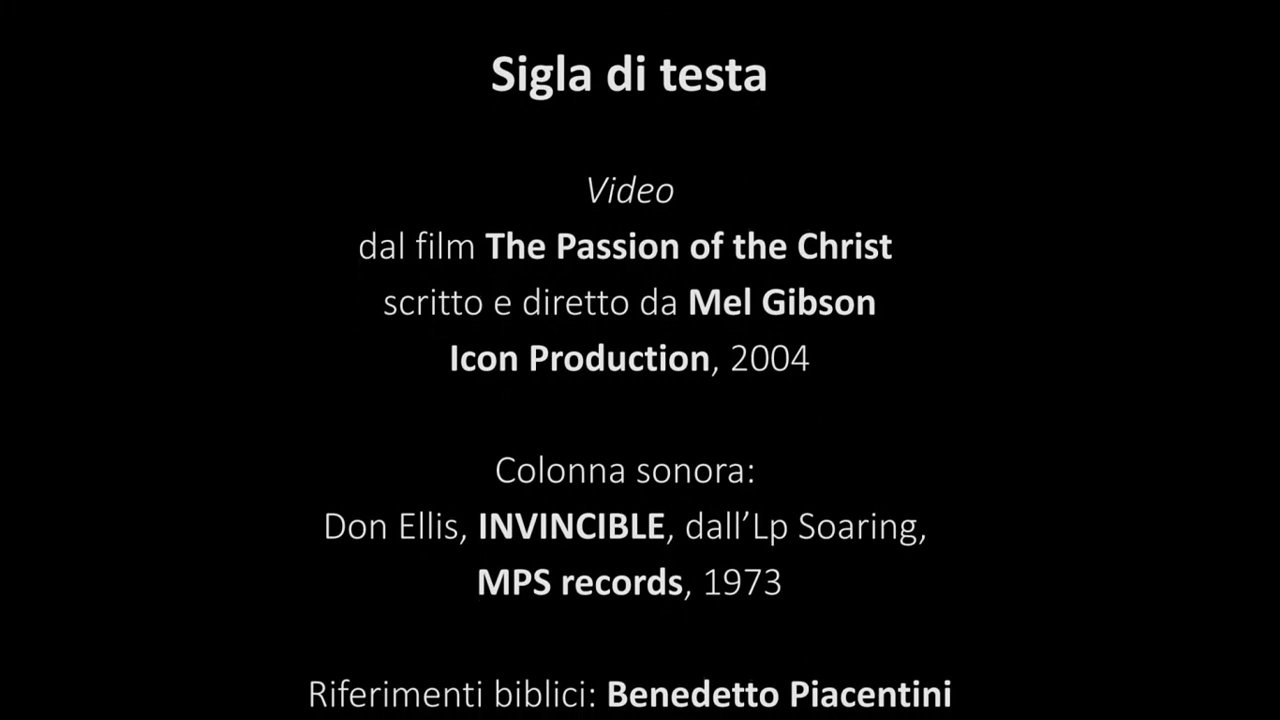 Sigla di testa
Video
dal film The Passion of the Christ
scritto e diretto da Mel Gibson
Icon Production, 2004
Colonna sonora:
Don Ellis, INVINCIBLE, dall’Lp Soaring,
MPS records, 1973
Riferimenti biblici: Benedetto Piacentini